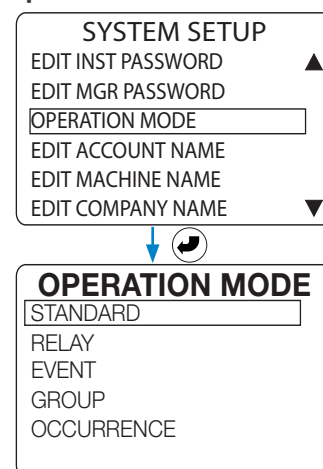 SYSTEM SETUP
EDIT INST PASSWORD
EDIT MGR PASSWORD
OPERATION MODE
EDIT ACCOUNT NAME
EDIT MACHINE NAME
EDIT COMPANY NAME
OPERATION MODE
STANDARD
RELAY
EVENT
GROUP
OCCURRENCE